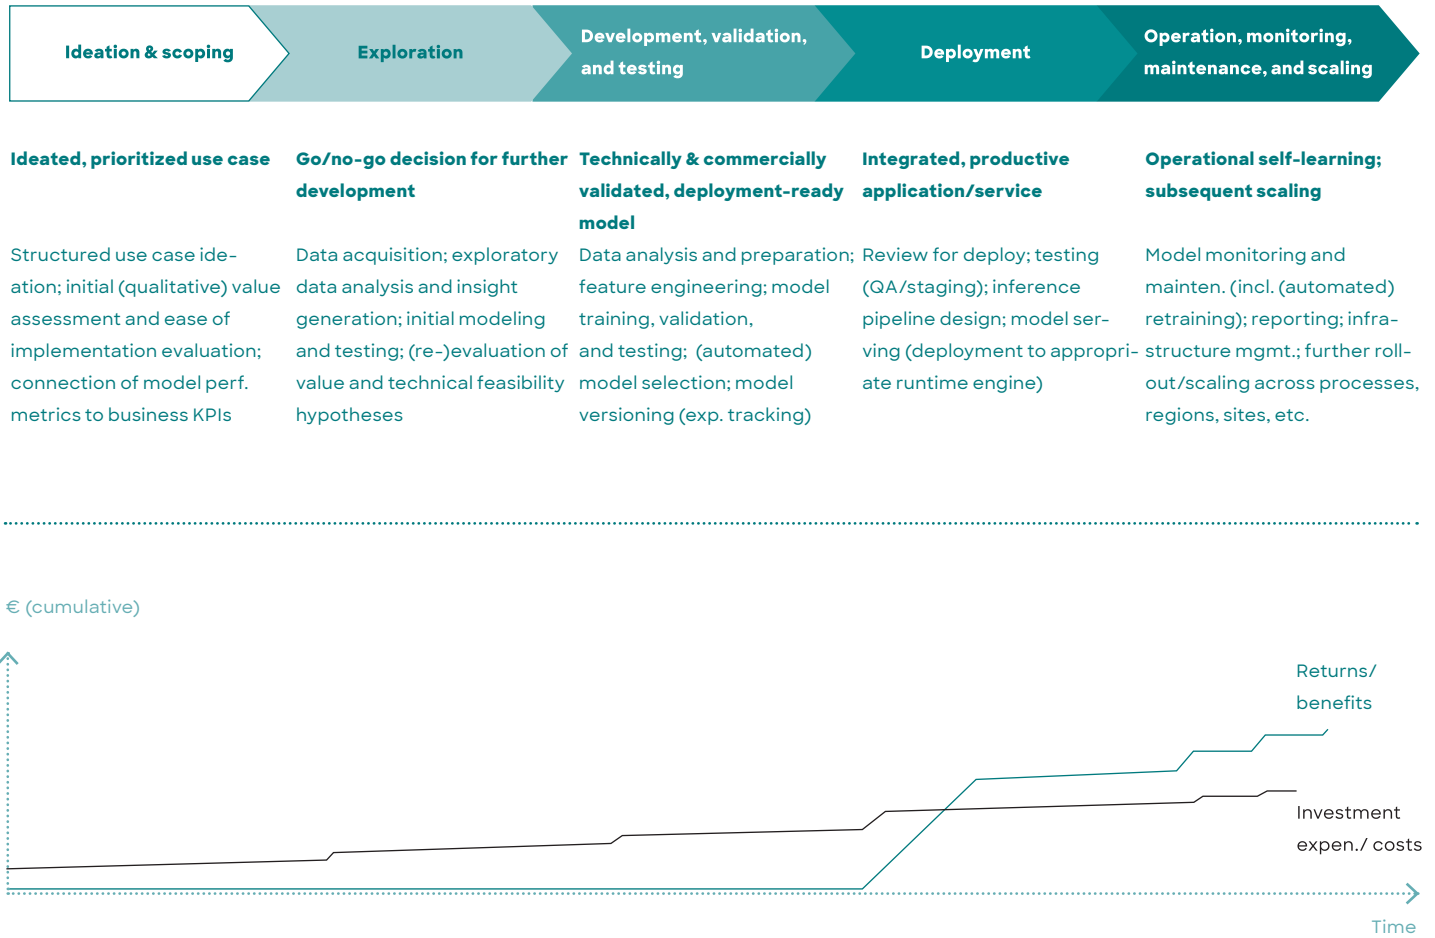 Ideation & scoping
Exploration
Development, validation,
and testing
Deployment
Operation, monitoring,
maintenance, and scaling
Ideated, prioritized use case
Structured use case ide-
ation; initial (qualitative) value
assessment and ease of
implementation evaluation;
connection of model perf.
metrics to business KPIs
Go/no-go decision for further
development
Data acquisition; exploratory
data analysis and insight
generation; initial modeling
and testing; (re-)evaluation of
value and technical feasibility
hypotheses
Technically & commercially
validated, deployment-ready
model
Data analysis and preparation;
feature engineering; model
training, validation,
and testing; (automated)
model selection; model
versioning (exp. tracking)
Integrated, productive
application/service
Review for deploy; testing
(QA/staging); inference
pipeline design; model ser-
ving (deployment to appropri-
ate runtime engine)
Operational self-learning;
subsequent scaling
Model monitoring and
mainten. (incl. (automated)
retraining); reporting; infra-
structure mgmt.; further roll-
out/scaling across processes,
regions, sites, etc.
€ (cumulative)
Returns/
benefits
Investment
expen./ costs
Time